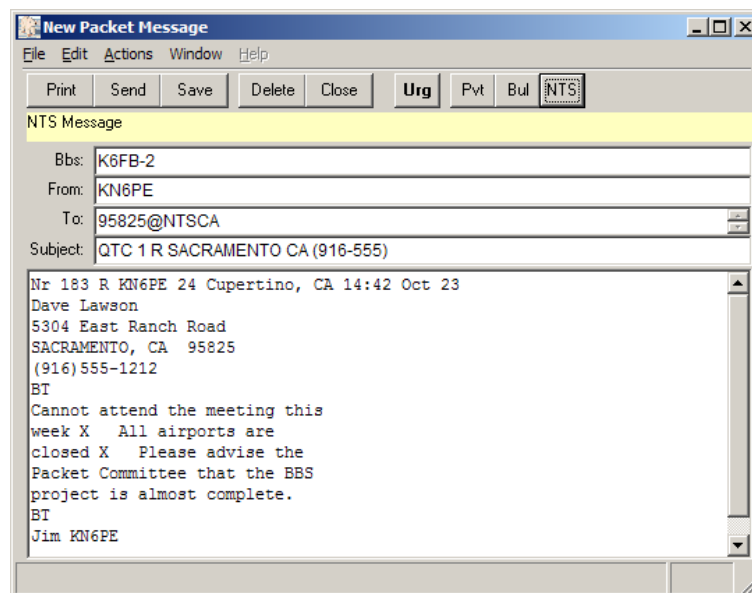 New Packet Message
File Edit Actions Window Help
Print Send Save Delete Close Urg Pvt Bul NTS
NTS Message
Bbs: K6FB-2
From: KN6PE
To: 95825@NTSCA
Subject: QTC 1 R SACRAMENTO CA (916-555)
Nr 183 R KN6PE 24 Cupertino, CA 14:42 Oct 23
Dave Lawson
5304 East Ranch Road
SACRAMENTO, CA  95825
(916)555-1212
BT
Cannot attend the meeting this
week X   All airports are
closed X   Please advise the
Packet Committee that the BBS
project is almost complete.
BT
Jim KN6PE